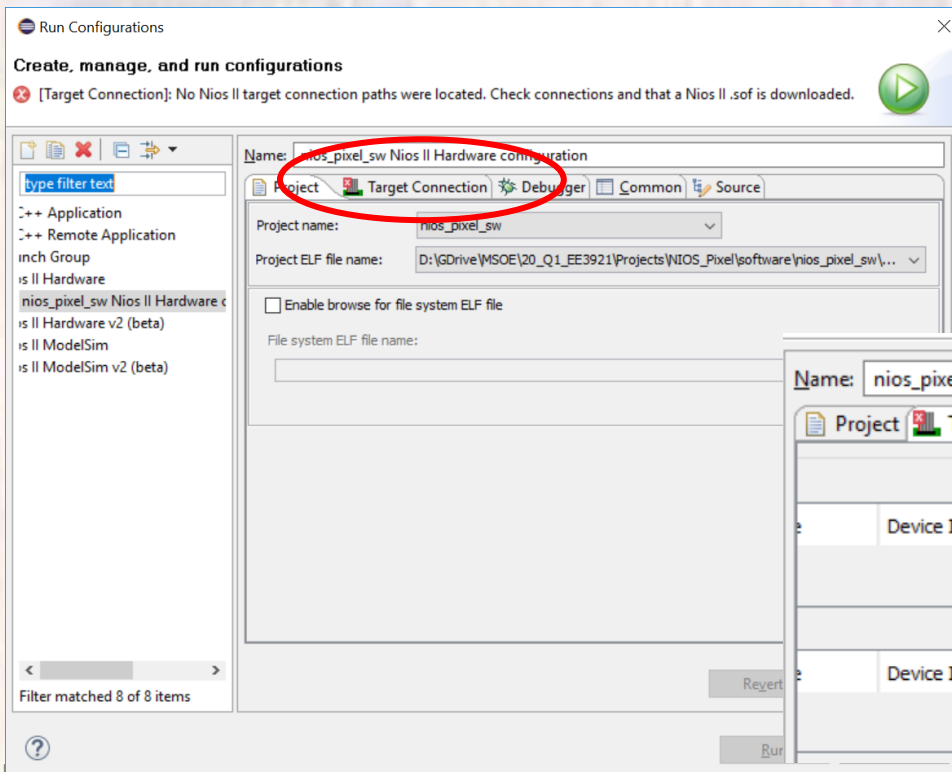 Run Configurations
Create, manage, and run configurations
[Target Connection]: No Nios II target connection paths were located. Check connections and that a Nios II .sof is downloaded.
type filter text
C++ Application
C++ Remote Application
unch Group
os II Hardware
nios_pixel_sw Nios II Hardware c
os II Hardware v2 (beta)
os II ModelSim
os II ModelSim v2 (beta)
Filter matched 8 of 8 items
Name: nios_pixel_sw Nios II Hardware configuration
Project Target Connection Debugger Common Source
Project name: nios_pixel_sw
Project ELF file name: D:\GDrive\MSOE\20_Q1_EE3921\Projects\NIOS_Pixel\software\nios_pixel_sw\...
Enable browse for file system ELF file
File system ELF file name:
Revert
Run
Name: nios_pixe
Project T
e Device I
e Device I